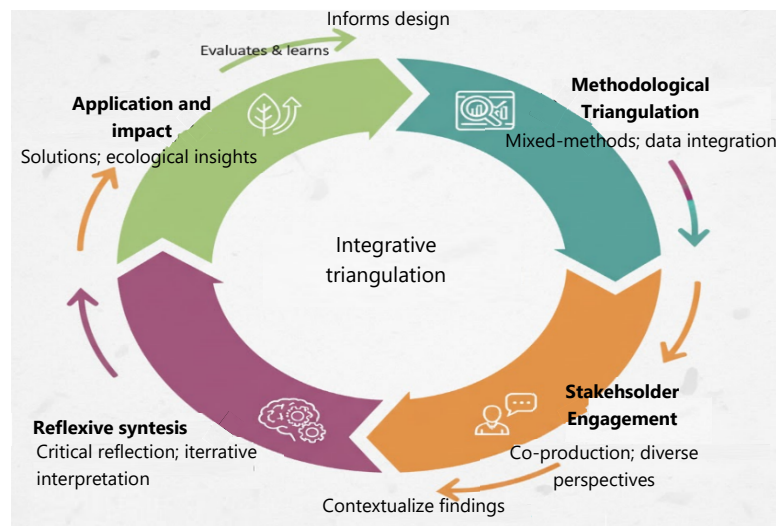 Informs design
Evaluates & learns
Methodological
Triangulation
Mixed-methods; data integration
Application and
impact
Solutions; ecological insights
Integrative
triangulation
Stakehsolder
Engagement
Co-production; diverse
perspectives
Reflexive syntesis
Critical reflection; iterrative
interpretation
Contextualize findings